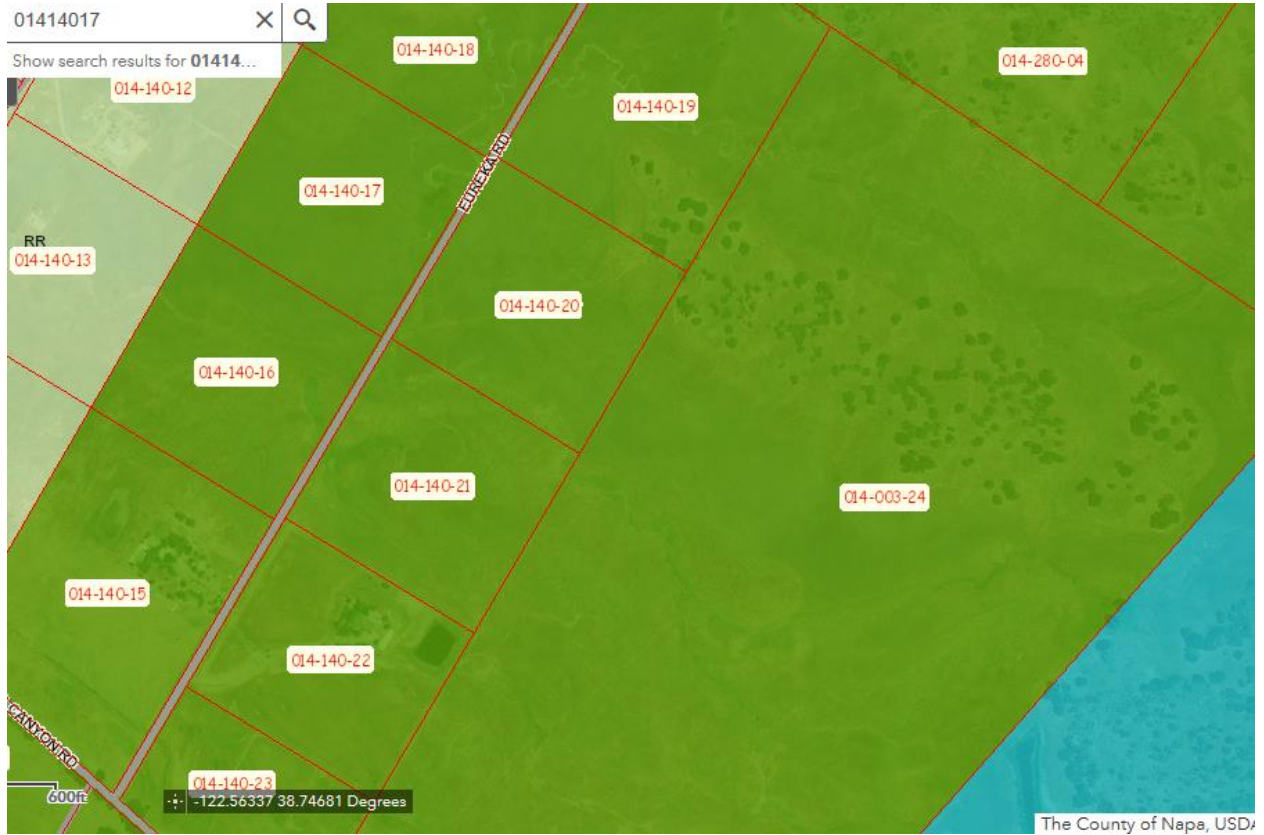 01414017
Show search results for 01414...
014-140-12
014-140-18
014-280-04
014-140-19
EUREKA RD
014-140-17
RR
014-140-13
014-140-20
014-140-16
014-140-21
014-003-24
014-140-15
014-140-22
CANYON RD
014-140-23
600ft
-122.56337 38.74681 Degrees
The County of Napa, USDA